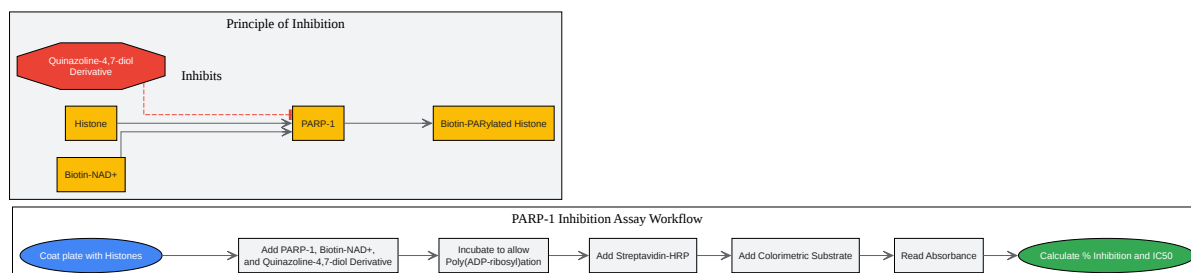 Principle of Inhibition
Quinazoline-4,7-diol
Derivative
Inhibits
Histone
PARP-1
Biotin-PARylated Histone
Biotin-NAD+
PARP-1 Inhibition Assay Workflow
Coat plate with Histones
Add PARP-1, Biotin-NAD+,
and Quinazoline-4,7-diol Derivative
Incubate to allow
Poly(ADP-ribosyl)ation
Add Streptavidin-HRP
Add Colorimetric Substrate
Read Absorbance
Calculate % Inhibition and IC50